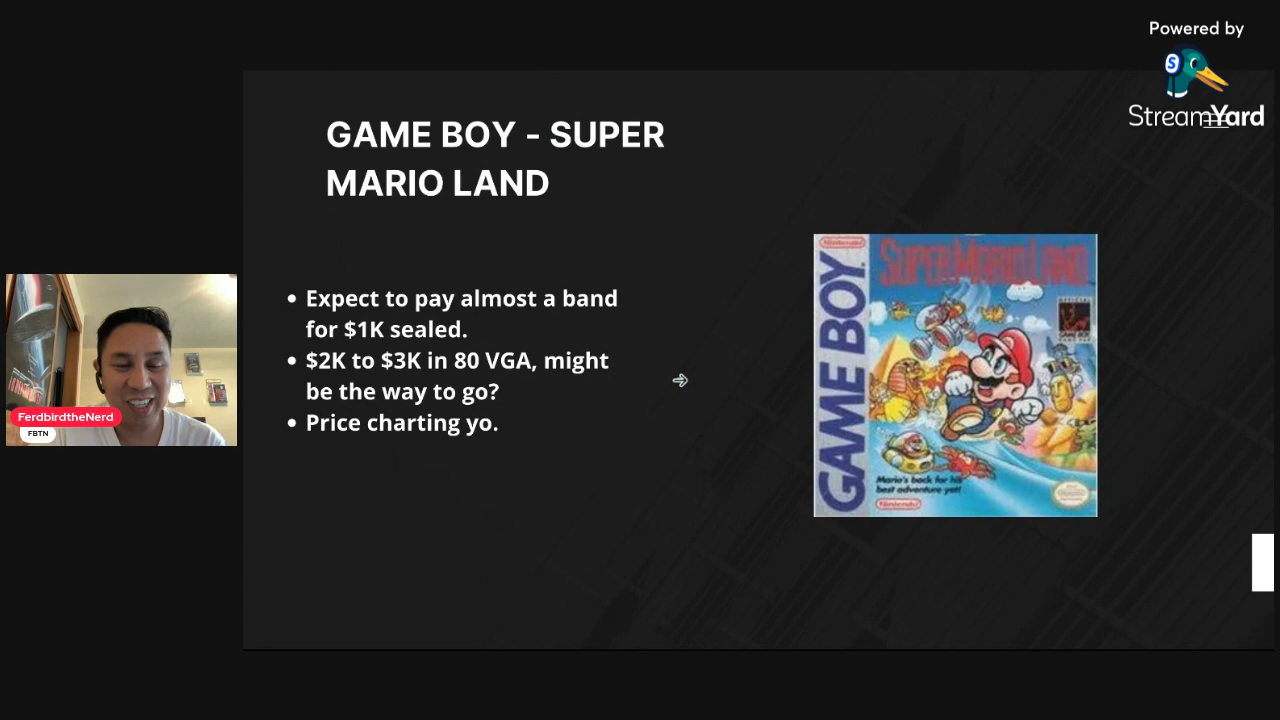 Powered by
S
StreamYard
GAME BOY - SUPER
MARIO LAND
• Expect to pay almost a band
for $1K sealed.
• $2K to $3K in 80 VGA, might
be the way to go?
• Price charting yo.
FerdbirdtheNerd
FBTN
Nintendo
SUPER MARIO LAND
GAME BOY
Mario's back for his
best adventure yet!
Nintendo